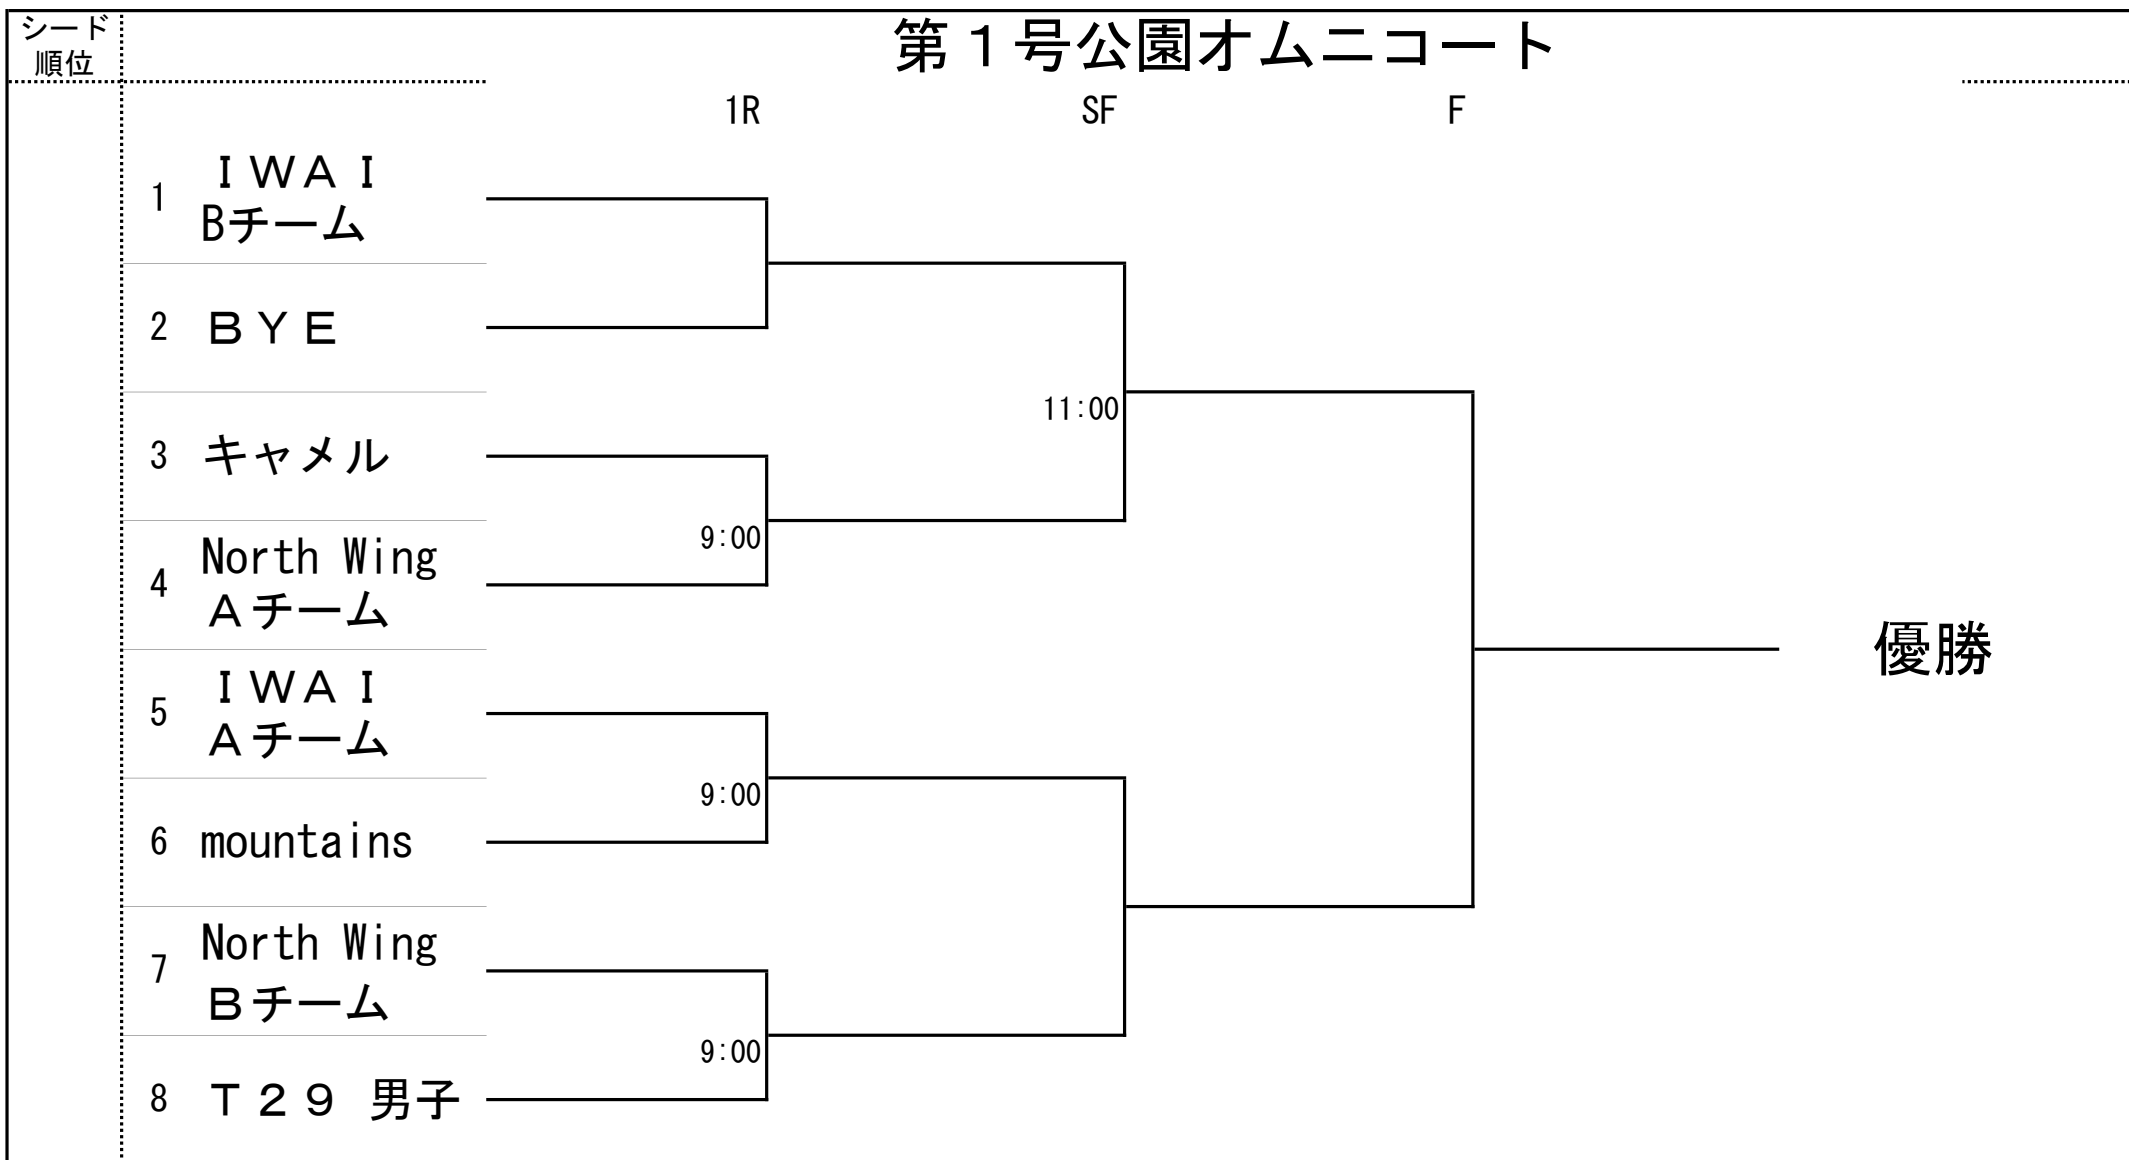 シード
順位
第１号公園オムニコート
1R
SF
F
1
ＩＷＡＩ
Bチーム
2
ＢＹＥ
11:00
3
キャメル
9:00
4
North Wing
Ａチーム
優勝
5
ＩＷＡＩ
Ａチーム
9:00
6
mountains
7
North Wing
Ｂチーム
9:00
8
Ｔ２９ 男子